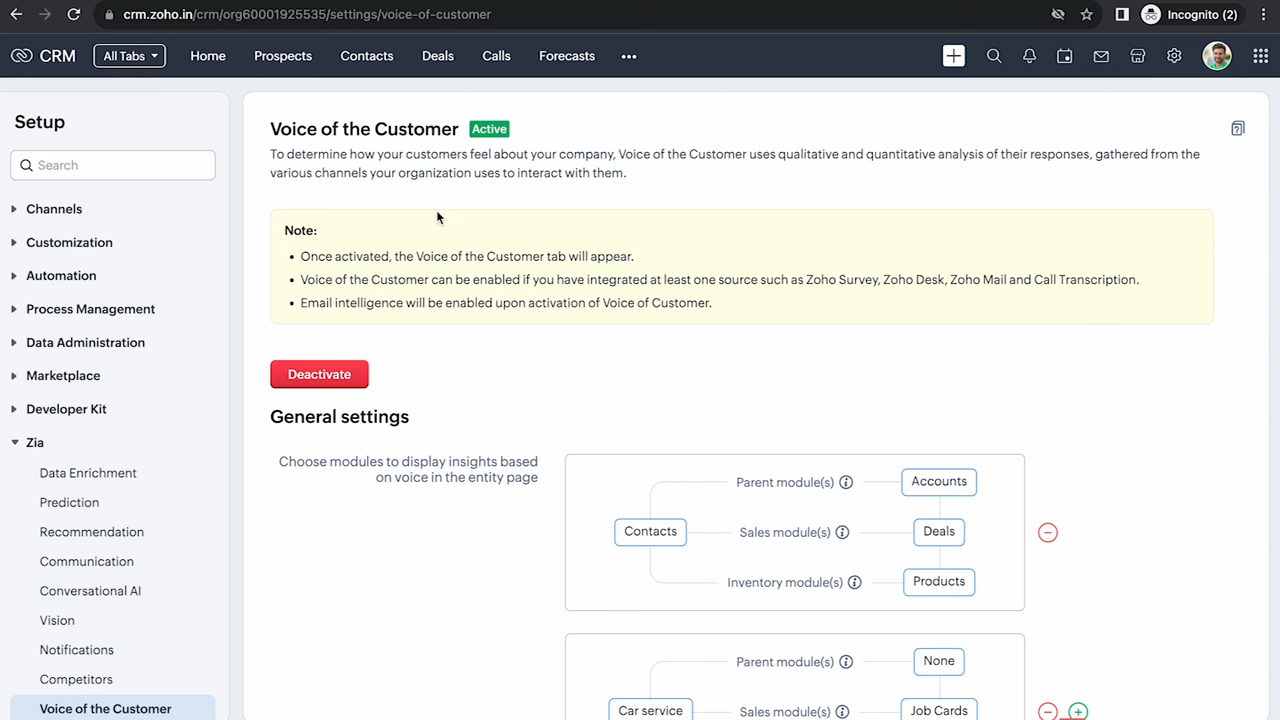 crm.zoho.in/crm/org60001925535/settings/voice-of-customer
Incognito (2)
CRM
All Tabs
Home
Prospects
Contacts
Deals
Calls
Forecasts
Setup
Search
Channels
Customization
Automation
Process Management
Data Administration
Marketplace
Developer Kit
Zia
Data Enrichment
Prediction
Recommendation
Communication
Conversational AI
Vision
Notifications
Competitors
Voice of the Customer
Voice of the Customer Active
To determine how your customers feel about your company, Voice of the Customer uses qualitative and quantitative analysis of their responses, gathered from the
various channels your organization uses to interact with them.
Note:
• Once activated, the Voice of the Customer tab will appear.
• Voice of the Customer can be enabled if you have integrated at least one source such as Zoho Survey, Zoho Desk, Zoho Mail and Call Transcription.
• Email intelligence will be enabled upon activation of Voice of Customer.
Deactivate
General settings
Choose modules to display insights based
on voice in the entity page
Parent module(s)
Accounts
Contacts
Sales module(s)
Deals
Inventory module(s)
Products
Parent module(s)
None
Car service
Sales module(s)
Job Cards